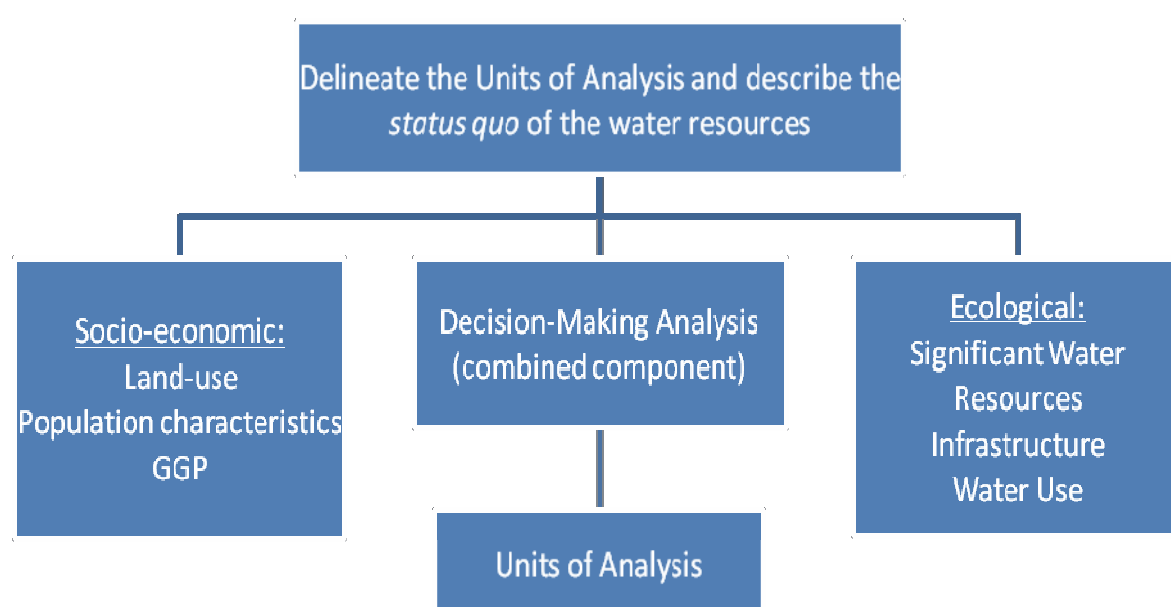 Delineate the Units of Analysis and describe the
status quo of the water resources
Socio-economic:
Land-use
Population characteristics
GGP
Decision-Making Analysis
(combined component)
Ecological:
Significant Water
Resources
Infrastructure
Water Use
Units of Analysis